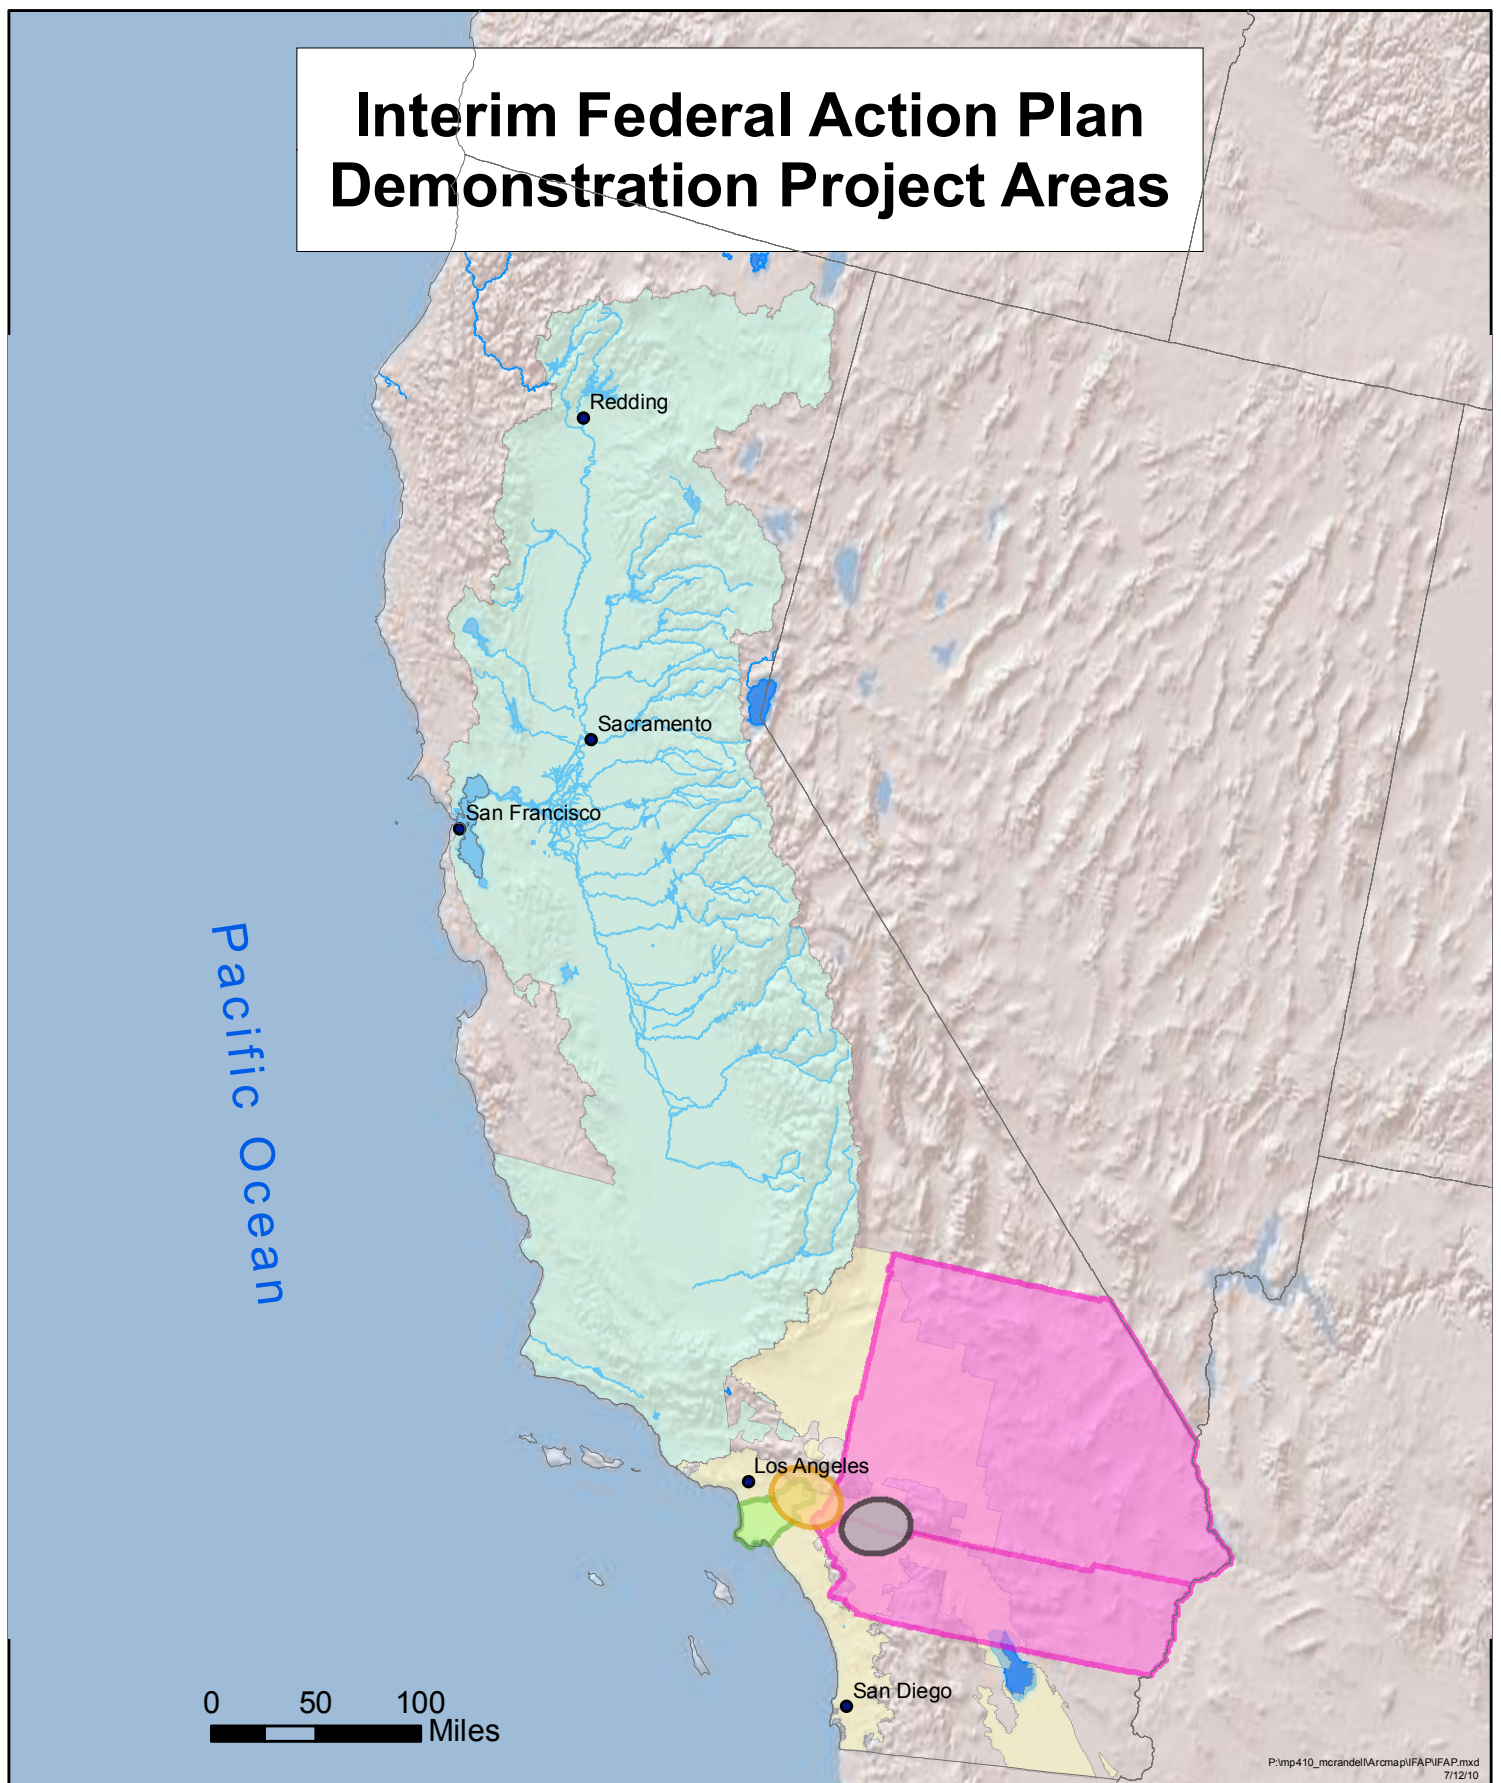 Interim Federal Action Plan
Demonstration Project Areas
Redding
Sacramento
San Francisco
Pacific Ocean
Los Angeles
San Diego
0 50 100
Miles
P:\mp410_mcrandell\Arcmap\IFAP\IFAP.mxd
7/12/10